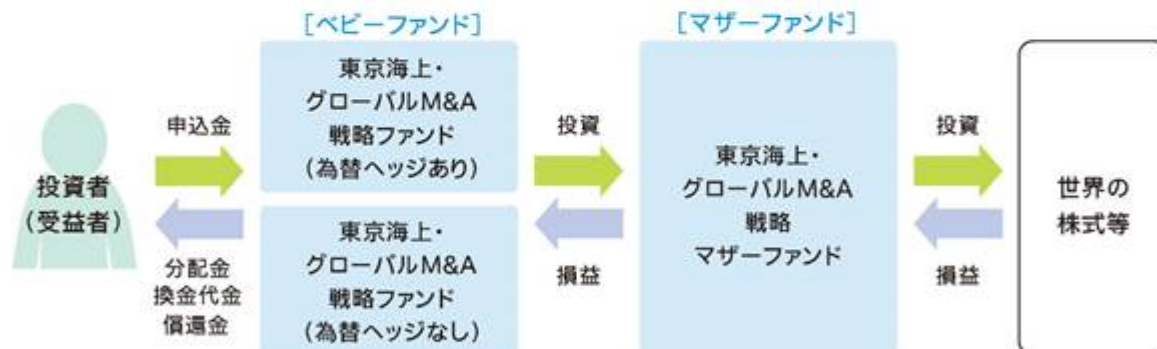 [ベビーファンド]
[マザーファンド]
投資者
(受益者)
申込金
分配金
換金代金
償還金
東京海上・
グローバルM&A
戦略ファンド
(為替ヘッジあり)
東京海上・
グローバルM&A
戦略ファンド
(為替ヘッジなし)
投資
損益
東京海上・
グローバルM&A
戦略
マザーファンド
投資
損益
世界の
株式等